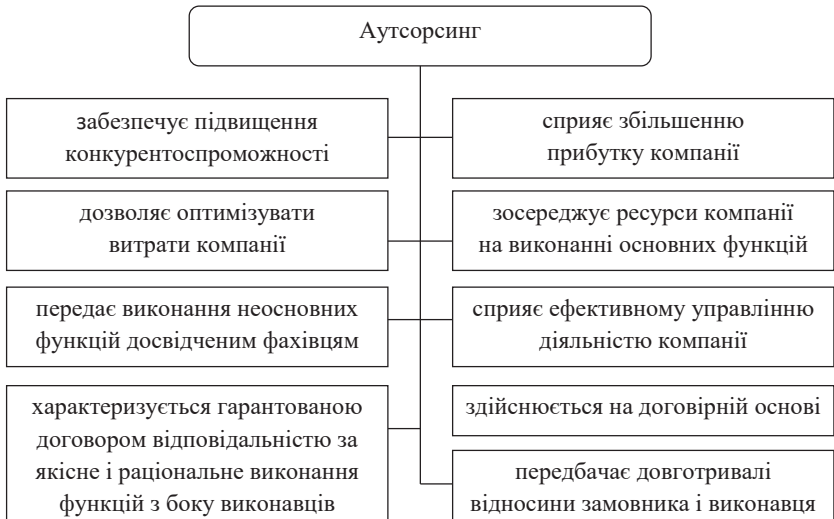 Аутсорсинг
забезпечує підвищення
конкурентоспроможності
сприяє збільшенню
прибутку компанії
дозволяє оптимізувати
витрати компанії
зосереджує ресурси компанії
на виконанні основних функцій
передає виконання неосновних
функцій досвідченим фахівцям
сприяє ефективному управлінню
діяльністю компанії
характеризується гарантованою
договором відповідальністю за
якісне і раціональне виконання
функцій з боку виконавців
здійснюється на договірній основі
передбачає довготривалі
відносини замовника і виконавця